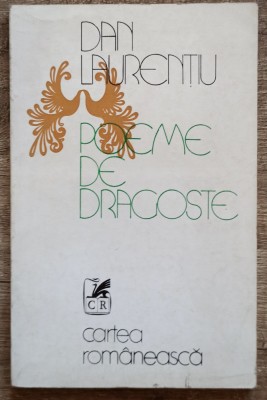 DAN
LAURENȚIU
POEME
DE
DRAGOSTE
CR
cartea
românească